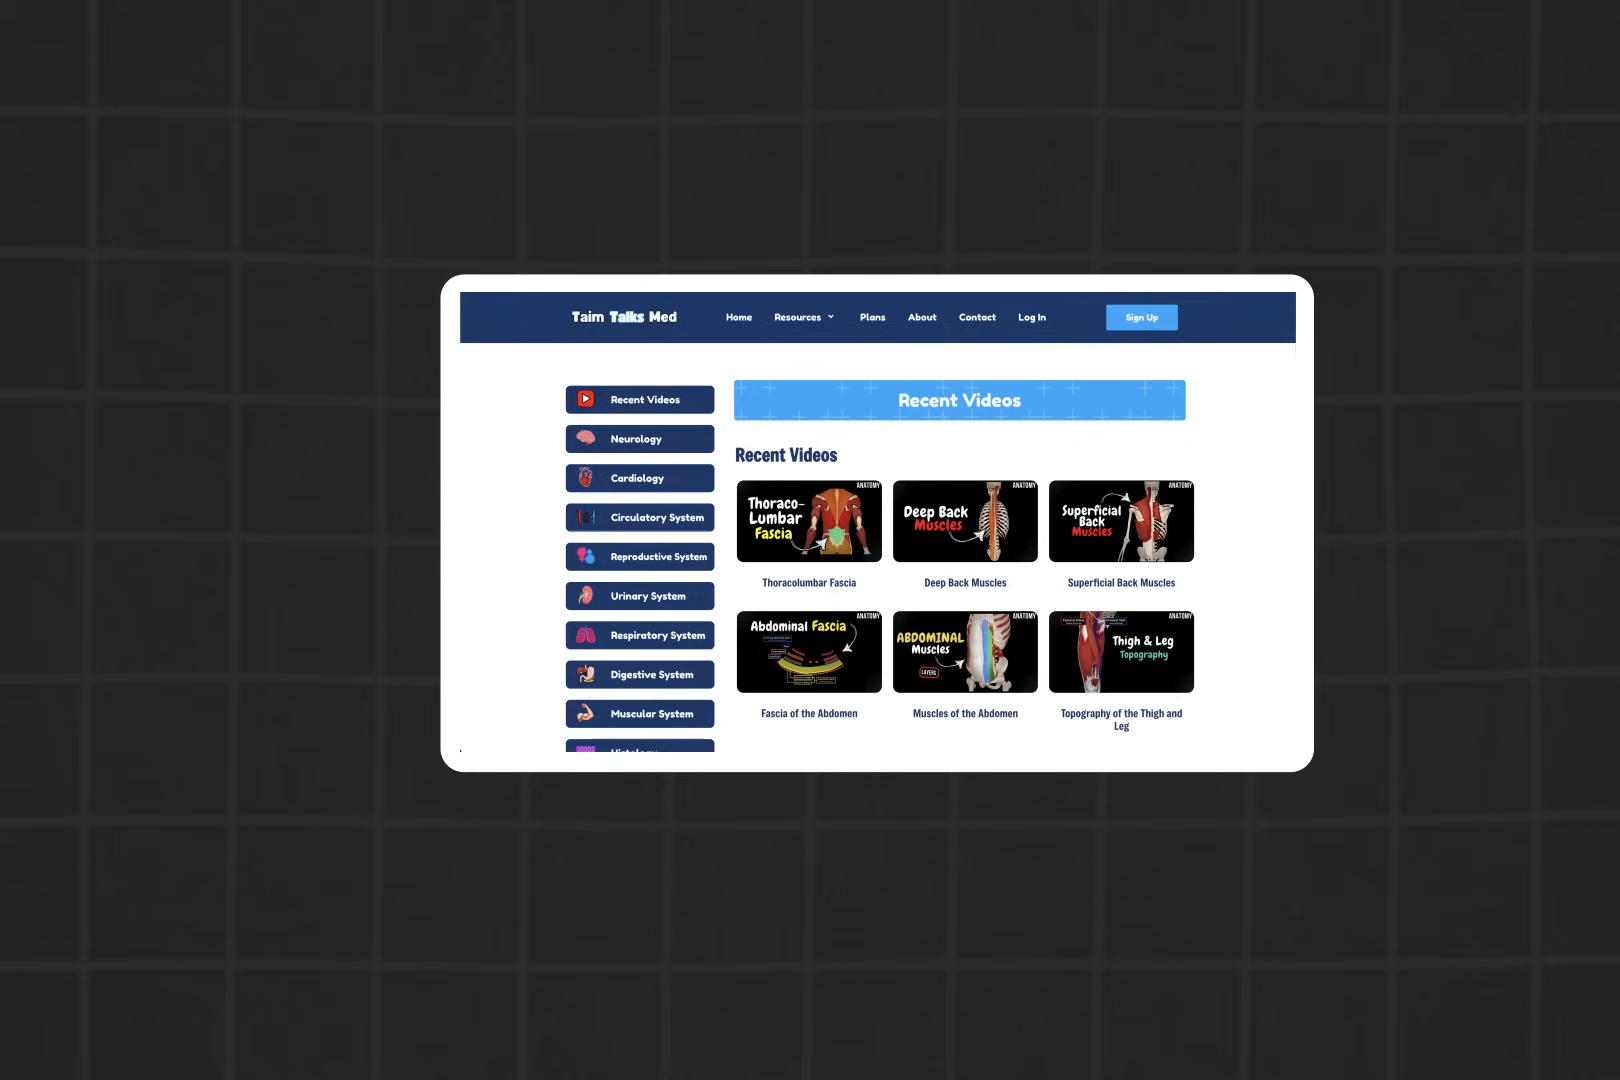 Taim Talks Med
Home
Resources
Plans
About
Contact
Log In
Sign Up
Recent Videos
Neurology
Cardiology
Circulatory System
Reproductive System
Urinary System
Respiratory System
Digestive System
Muscular System
Histology
Recent Videos
Recent Videos
ANATOMY
Thoraco-
Lumbar
Fascia
Thoracolumbar Fascia
ANATOMY
Deep Back
Muscles
Deep Back Muscles
ANATOMY
Superficial
Back
Muscles
Superficial Back Muscles
ANATOMY
Abdominal Fascia
Fascia of the Abdomen
ANATOMY
ABDOMINAL
Muscles
LAYERS
Muscles of the Abdomen
ANATOMY
Thigh & Leg
Topography
Topography of the Thigh and
Leg